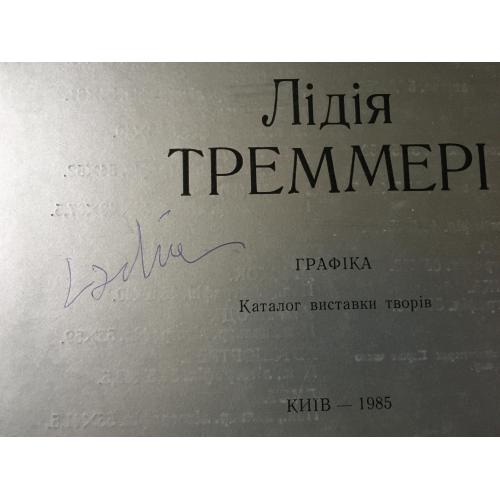 Лідія
ТРЕММЕРІ
ГРАФІКА
Каталог виставки творів
КИЇВ — 1985